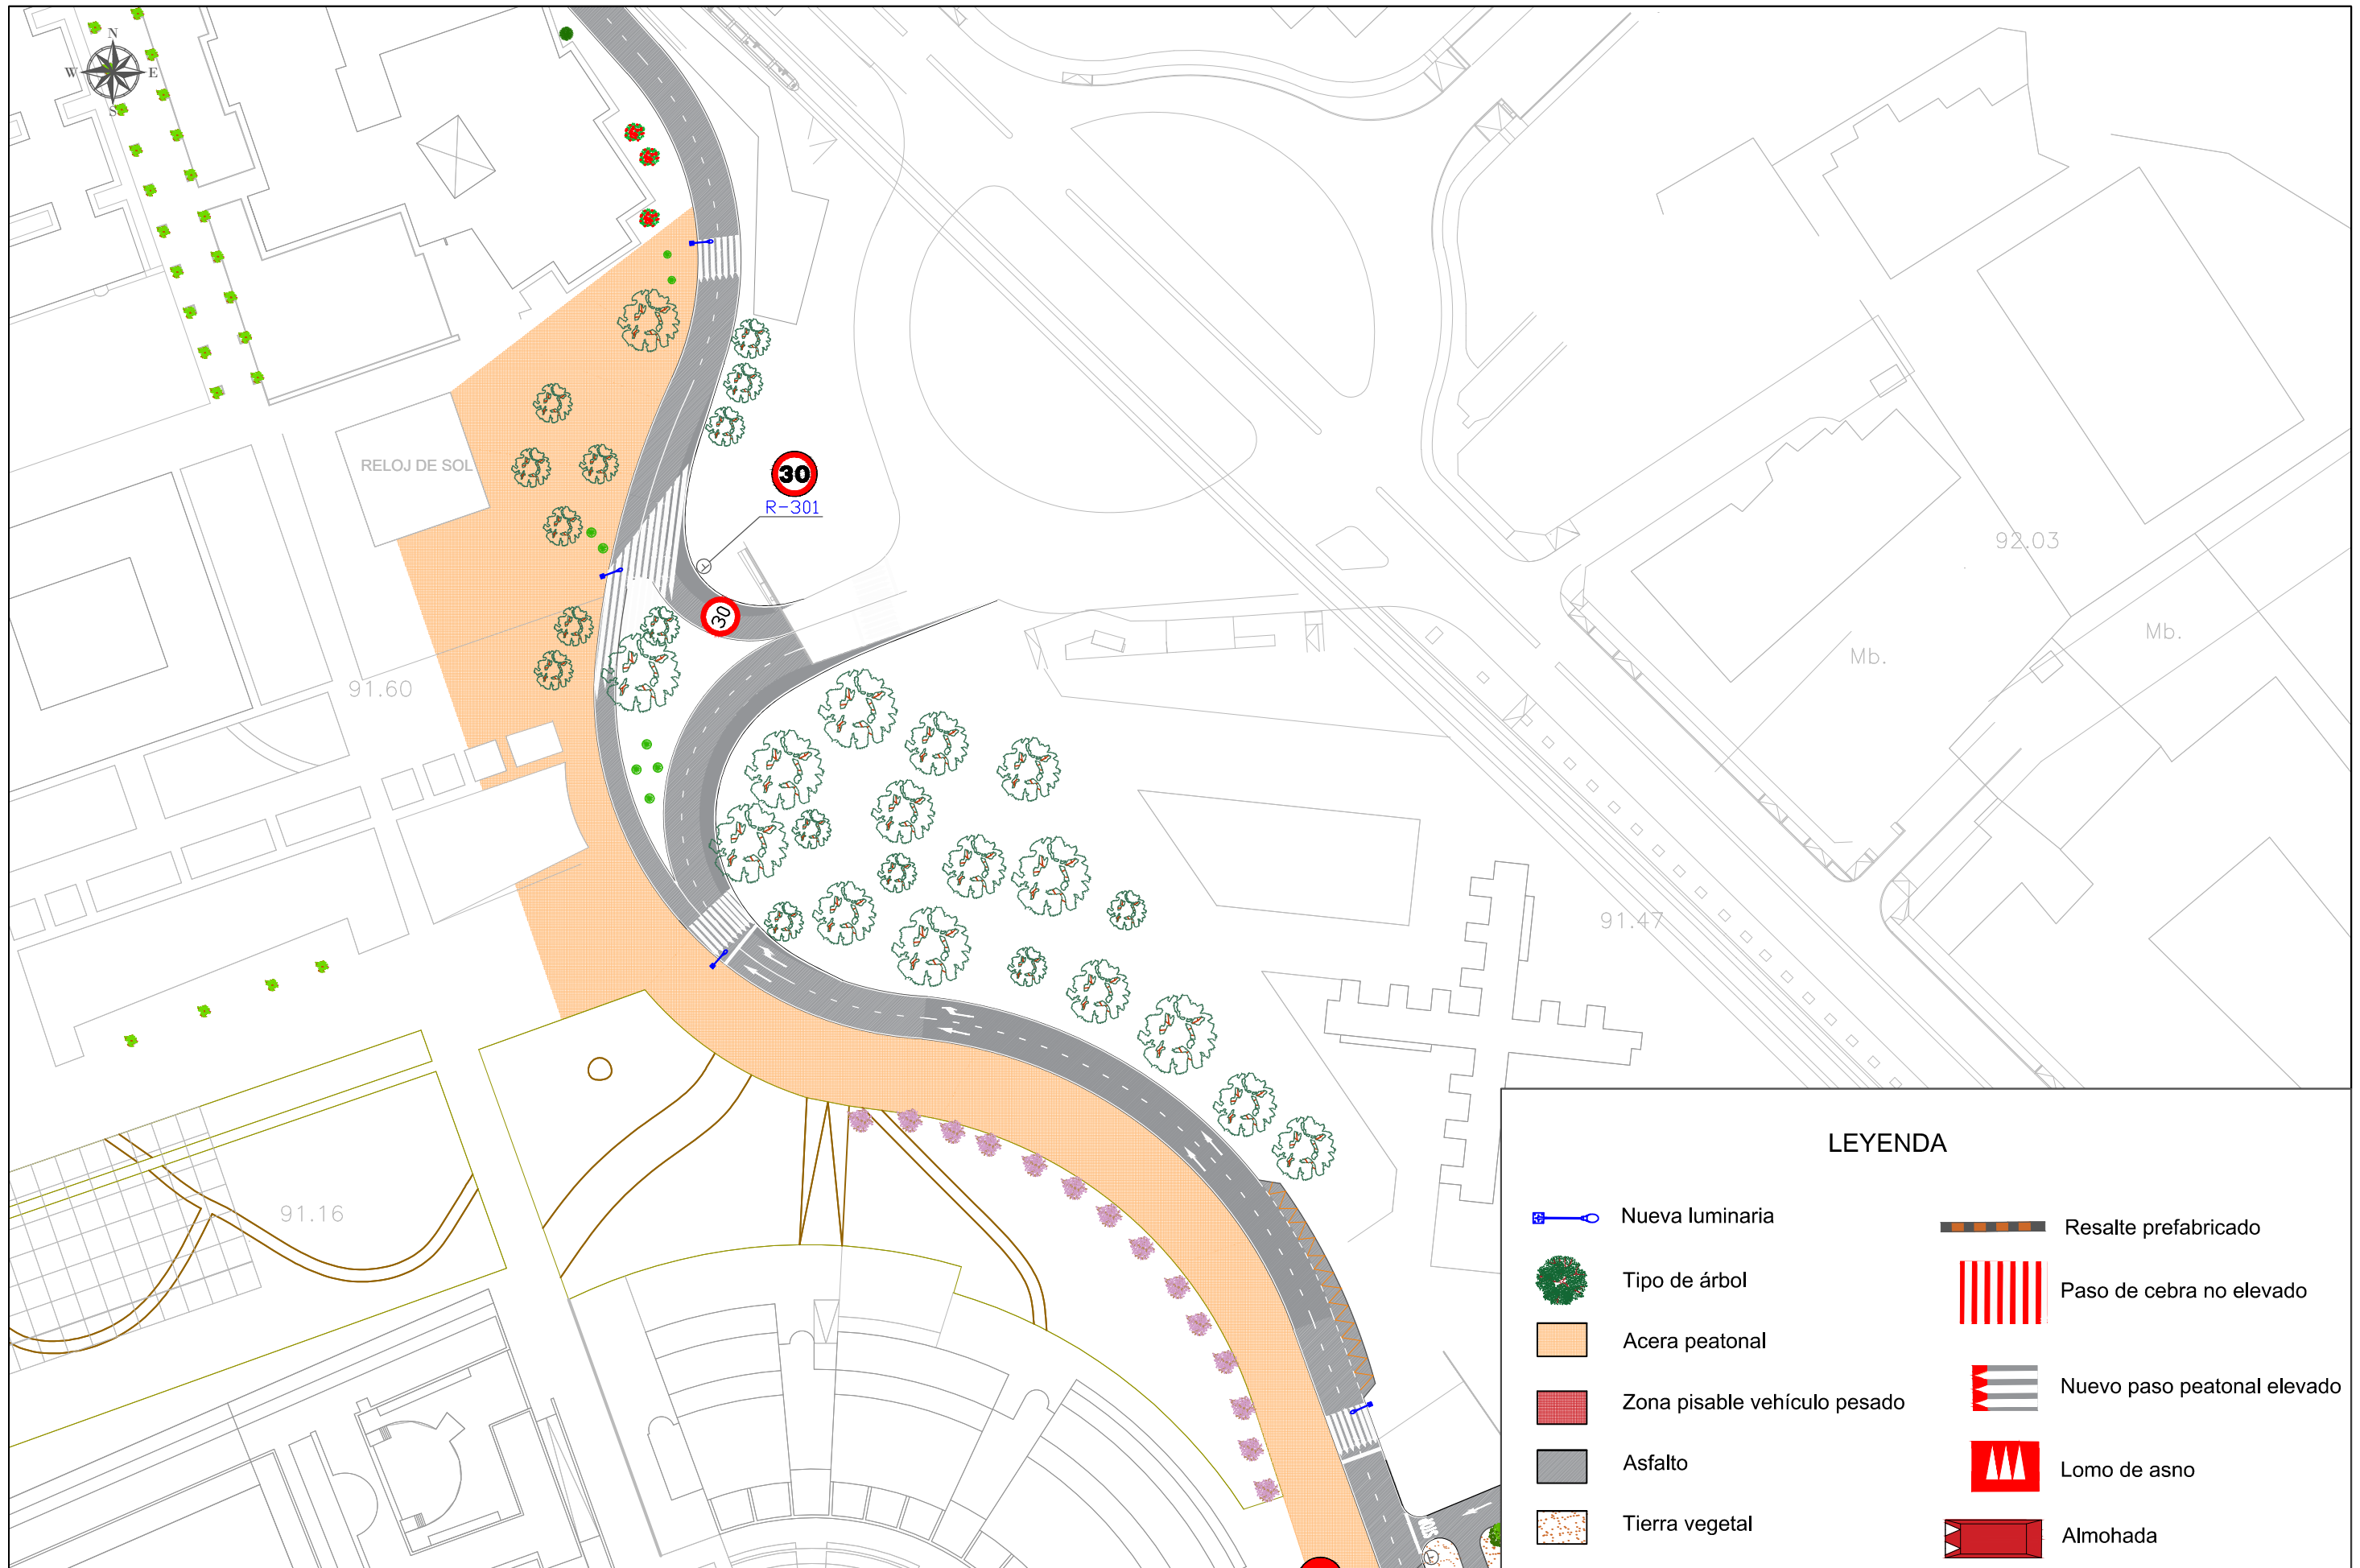 N
W E
S
RELOJ DE SOL
30
R-301
30
92.03
Mb.
Mb.
91.60
91.47
91.16
LEYENDA
Nueva luminaria
Tipo de árbol
Acera peatonal
Zona pisable vehículo pesado
Asfalto
Tierra vegetal
Resalte prefabricado
Paso de cebra no elevado
Nuevo paso peatonal elevado
Lomo de asno
Almohada